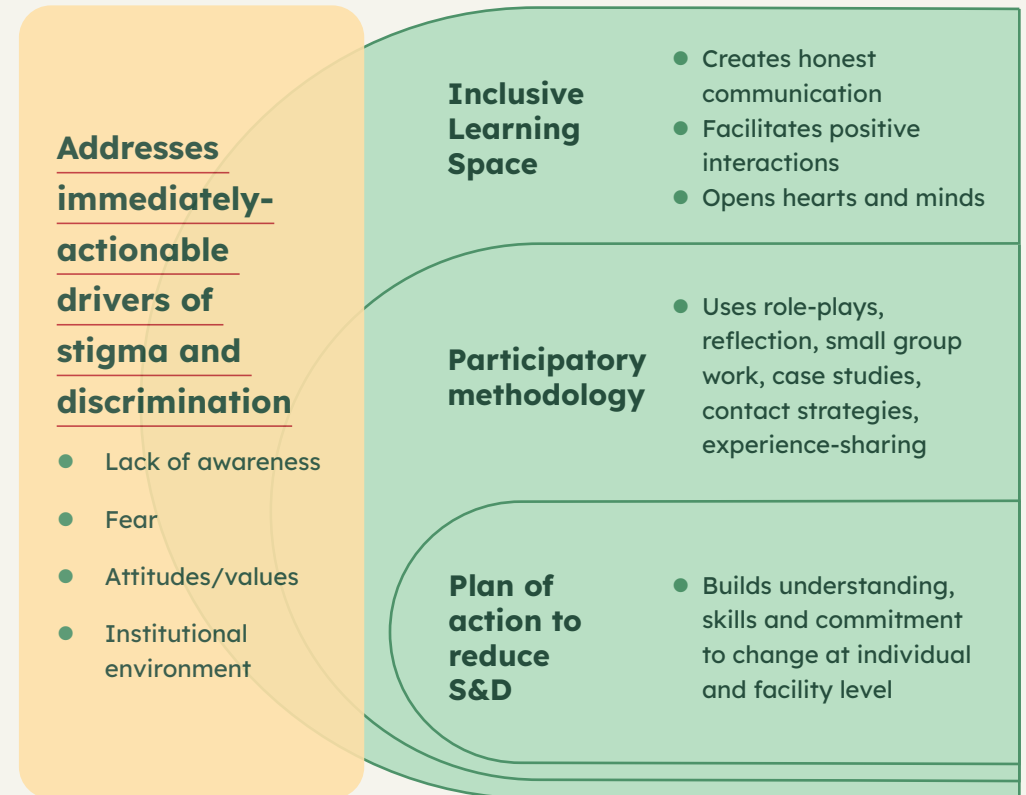 Addresses
immediately-
actionable
drivers of
stigma and
discrimination
Lack of awareness
Fear
Attitudes/values
Institutional
environment
Inclusive
Learning
Space
Creates honest
communication
Facilitates positive
interactions
Opens hearts and minds
Participatory
methodology
Uses role-plays,
reflection, small group
work, case studies,
contact strategies,
experience-sharing
Plan of
action to
reduce
S&D
Builds understanding,
skills and commitment
to change at individual
and facility level